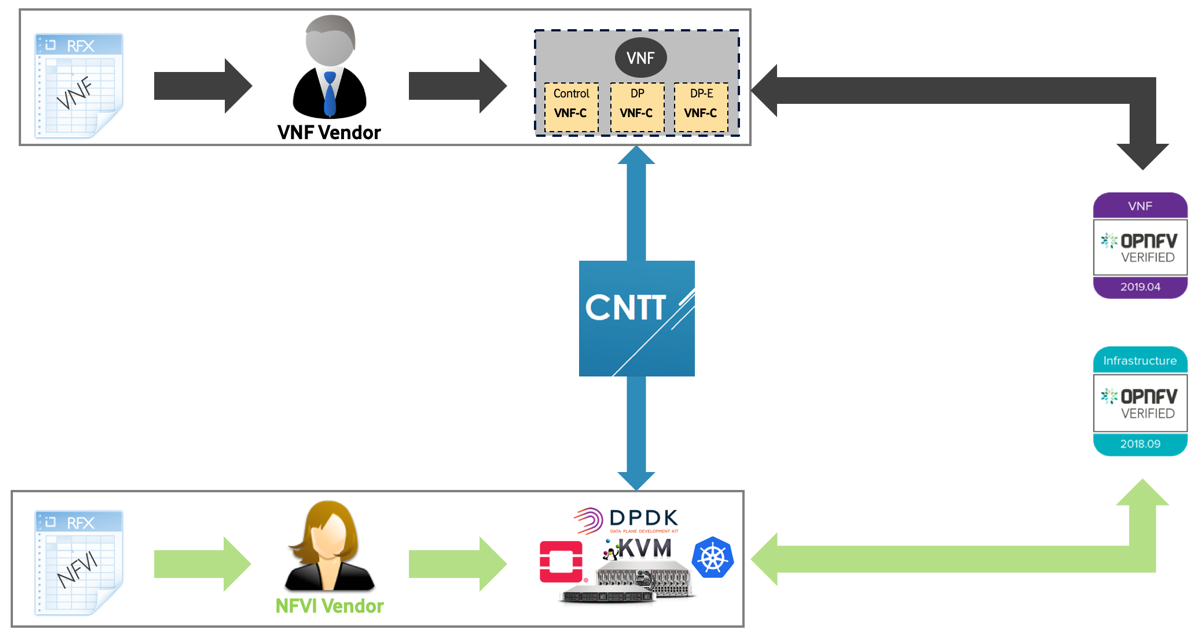 RFX
VNF
VNF Vendor
VNF
Control
VNF-C
DP
VNF-C
DP-E
VNF-C
VNF
OPNFV
VERIFIED
2019.04
CNTT
Infrastructure
OPNFV
VERIFIED
2018.09
RFX
NFVI
NFVI Vendor
DPDK
DATA PLANE DEVELOPMENT KIT
KVM